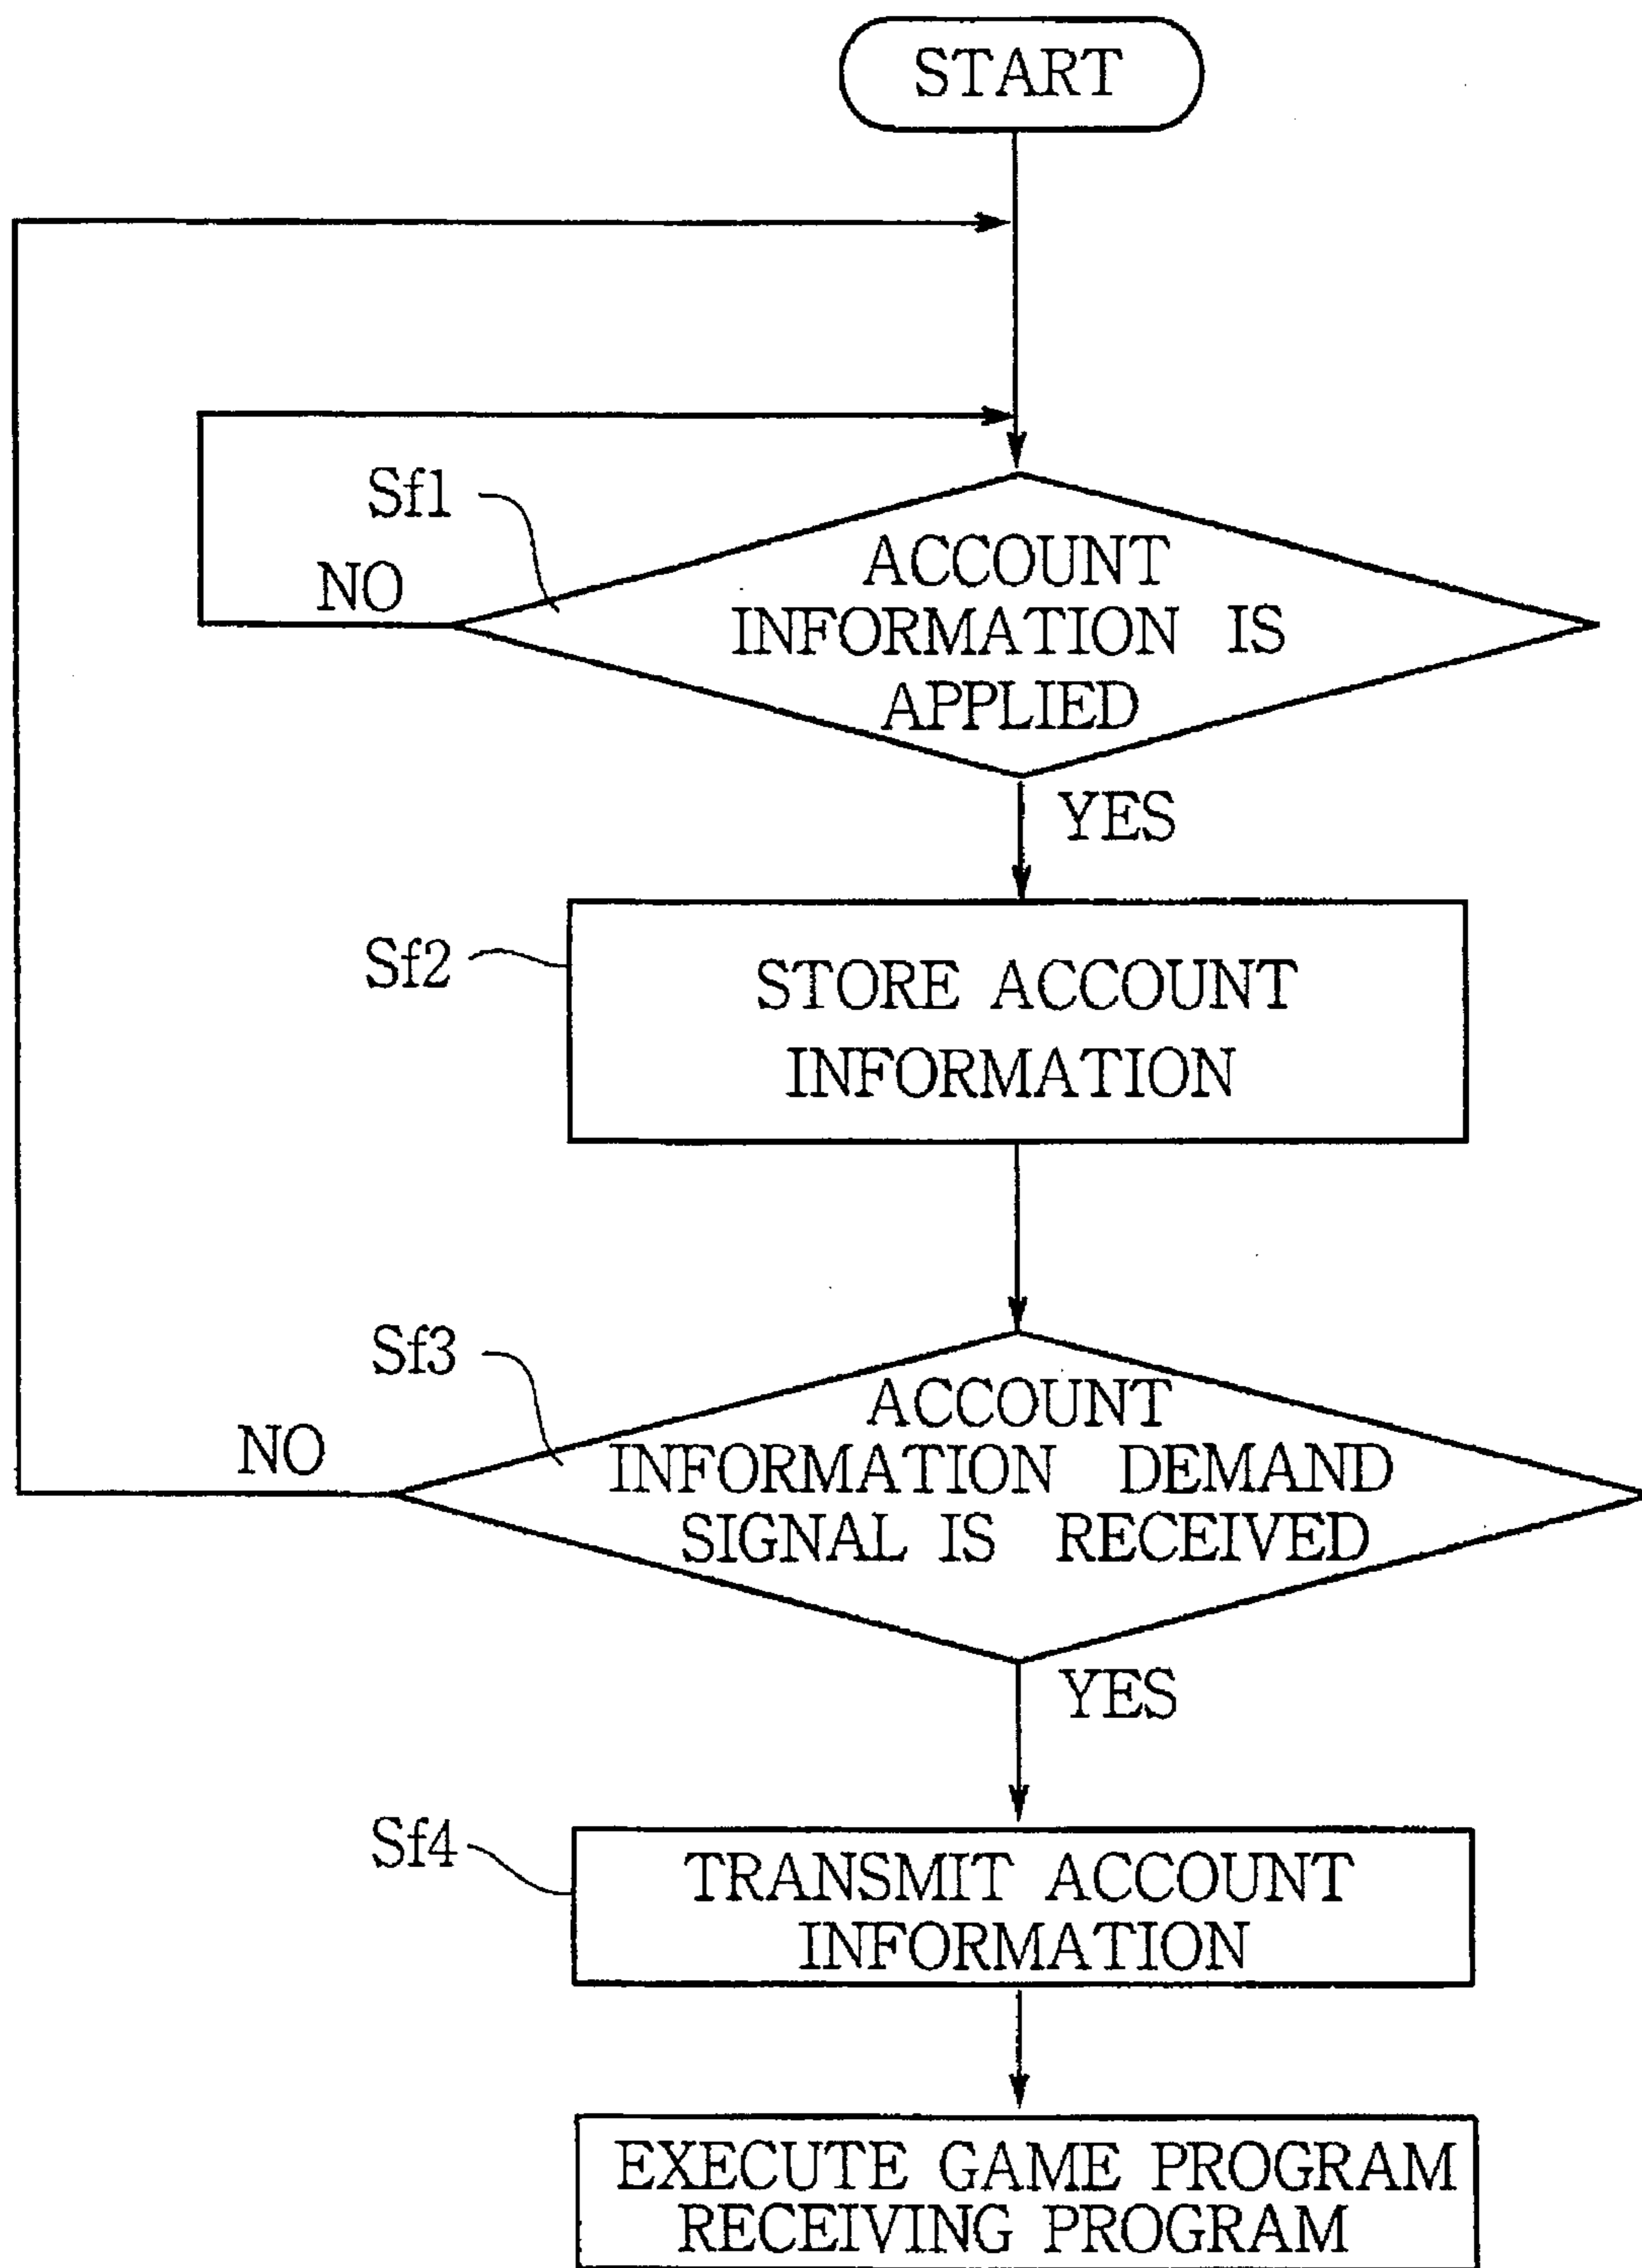 START
Sf1
NO
ACCOUNT
INFORMATION IS
APPLIED
YES
Sf2
STORE ACCOUNT
INFORMATION
Sf3
NO
ACCOUNT
INFORMATION DEMAND
SIGNAL IS RECEIVED
YES
Sf4
TRANSMIT ACCOUNT
INFORMATION
EXECUTE GAME PROGRAM
RECEIVING PROGRAM